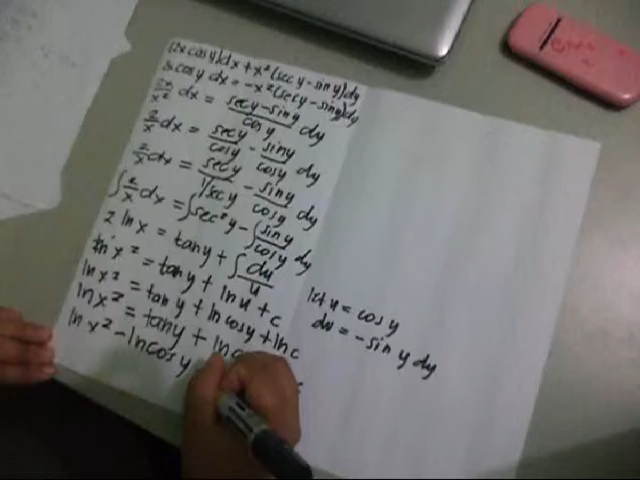 (2x cos y)dx + x² (sec y - sin y)dy
2x cos y dx = -x² (sec y - sin y)dy
2x/x² dx = sec y - sin y/cos y dy
2/x dx = sec y/cos y - sin y/cos y dy
2/x dx = sec y/1/sec y - sin y/cos y dy
∫ 2/x dx = ∫ sec² y - ∫ sin y/cos y dy
2 ln x = tan y + ∫ du/u
ln x² = tan y + ln u + c
ln x² = tan y + ln cos y + ln c
ln x² = tan y + ln c
ln x² - ln cos y
let u = cos y
du = - sin y dy